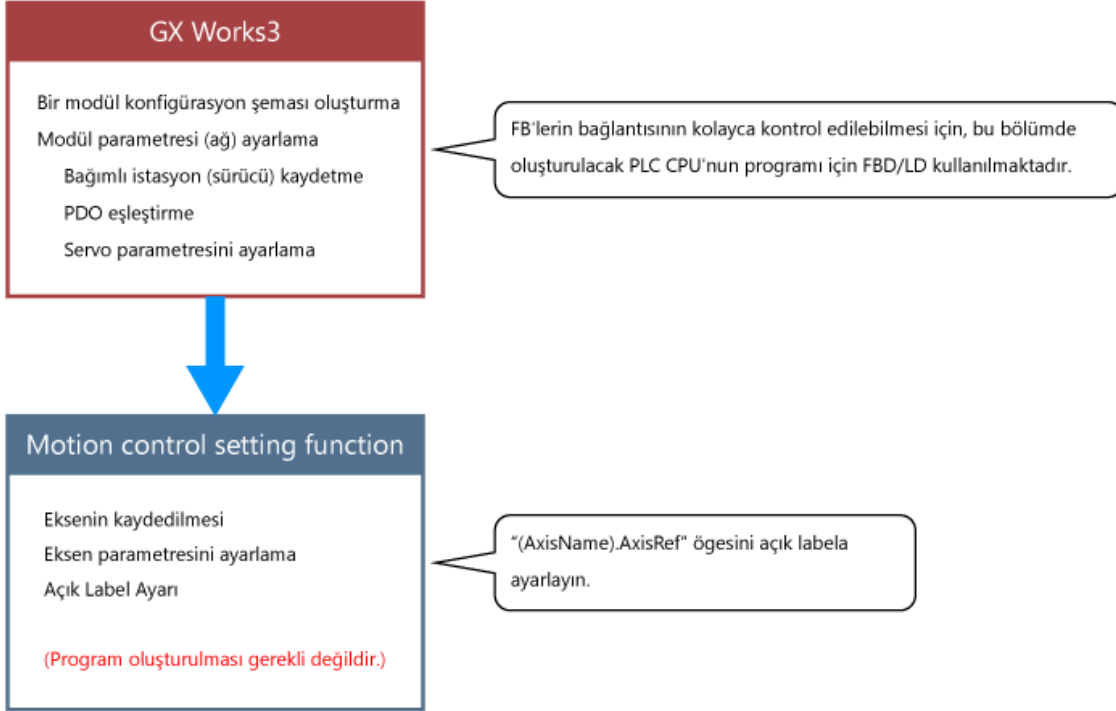 GX Works3
Bir modül konfigürasyon şeması oluşturma
Modül parametresi (ağ) ayarlama
Bağımlı istasyon (sürücü) kaydetme
PDO eşleştirme
Servo parametresini ayarlama
FB'lerin bağlantısının kolayca kontrol edilebilmesi için, bu bölümde
oluşturulacak PLC CPU'nun programı için FBD/LD kullanılmaktadır.
Motion control setting function
Eksenin kaydedilmesi
Eksen parametresini ayarlama
Açık Label Ayarı
(Program oluşturulması gerekli değildir.)
“(AxisName).AxisRef" ögesini açık labela
ayarlayın.